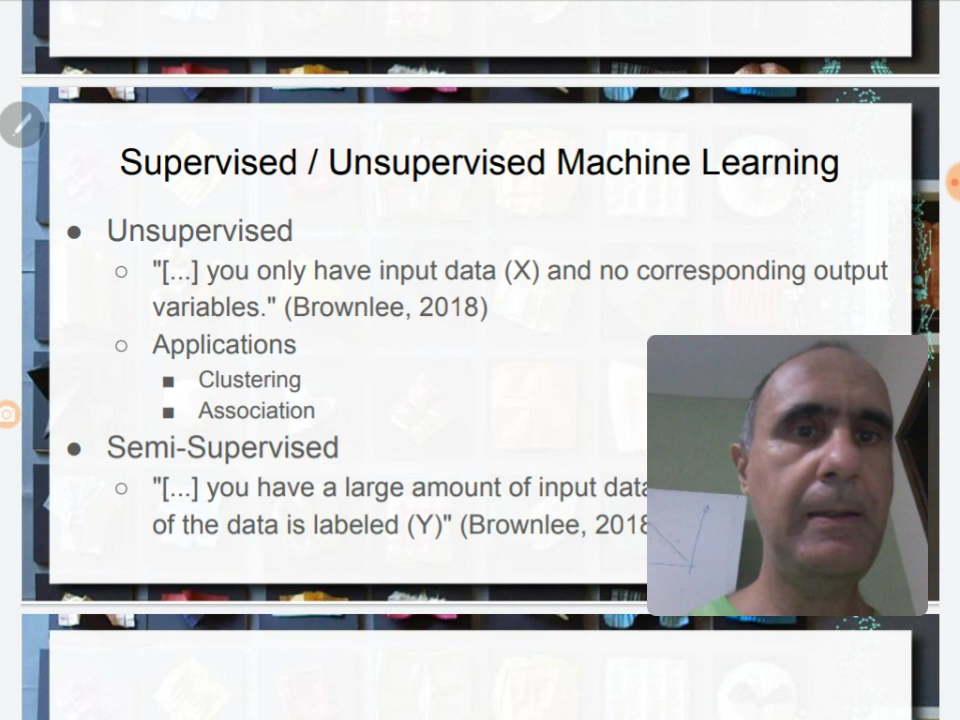 Supervised / Unsupervised Machine Learning
● Unsupervised
○ "[...] you only have input data (X) and no corresponding output
variables." (Brownlee, 2018)
○ Applications
■ Clustering
■ Association
● Semi-Supervised
○ "[...] you have a large amount of input data
of the data is labeled (Y)" (Brownlee, 2018